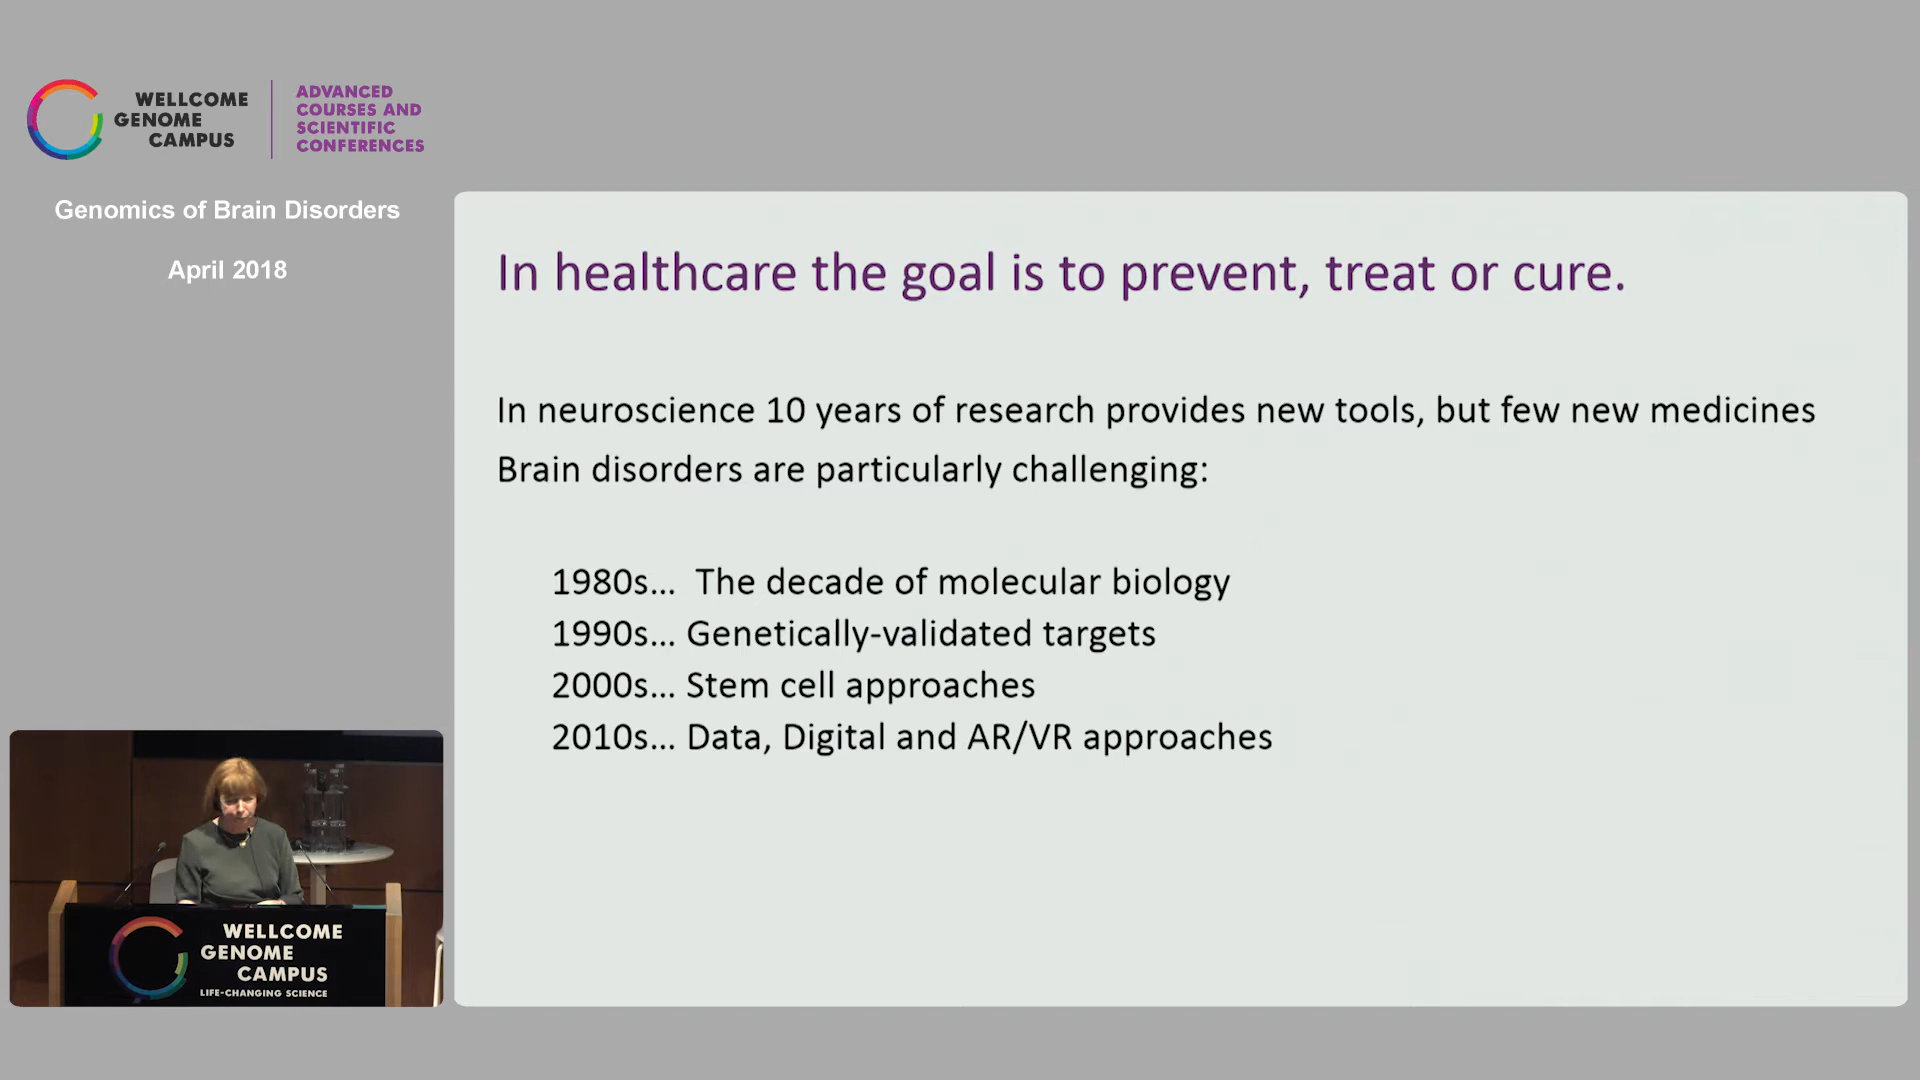 WELLCOME
GENOME
CAMPUS
ADVANCED
COURSES AND
SCIENTIFIC
CONFERENCES
Genomics of Brain Disorders
April 2018
In healthcare the goal is to prevent, treat or cure.
In neuroscience 10 years of research provides new tools, but few new medicines
Brain disorders are particularly challenging:
1980s... The decade of molecular biology
1990s... Genetically-validated targets
2000s... Stem cell approaches
2010s... Data, Digital and AR/VR approaches
WELLCOME
GENOME
CAMPUS
LIFE-CHANGING SCIENCE